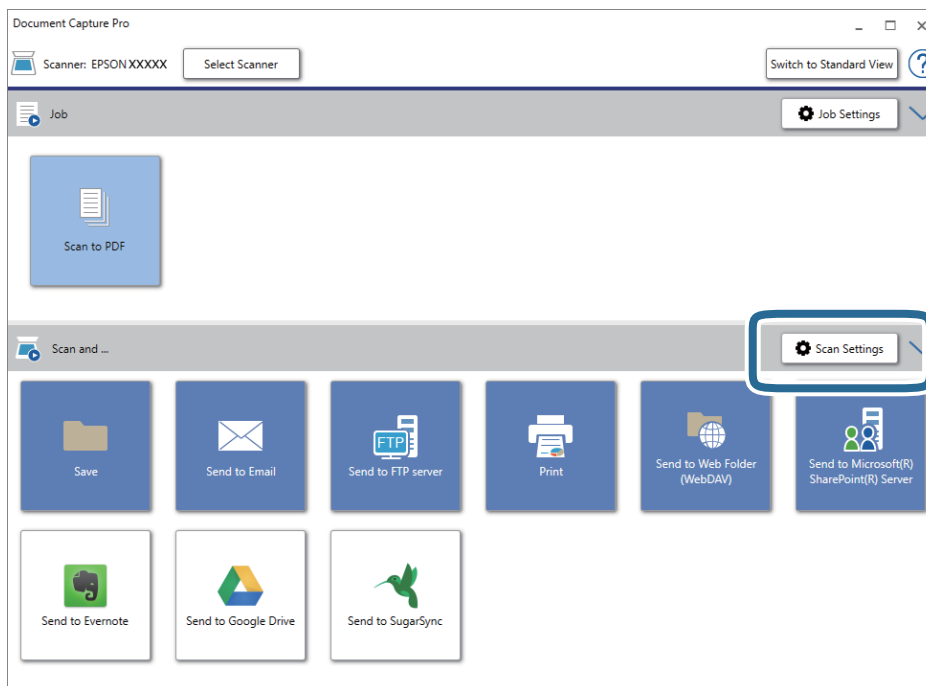 Document Capture Pro
Scanner: EPSON XXXXX
Select Scanner
Switch to Standard View
?
Job
Job Settings
Scan to PDF
Scan and ...
Scan Settings
Save
Send to Email
FTP
Send to FTP server
Print
Send to Web Folder
(WebDAV)
Send to Microsoft(R)
SharePoint(R) Server
Send to Evernote
Send to Google Drive
Send to SugarSync